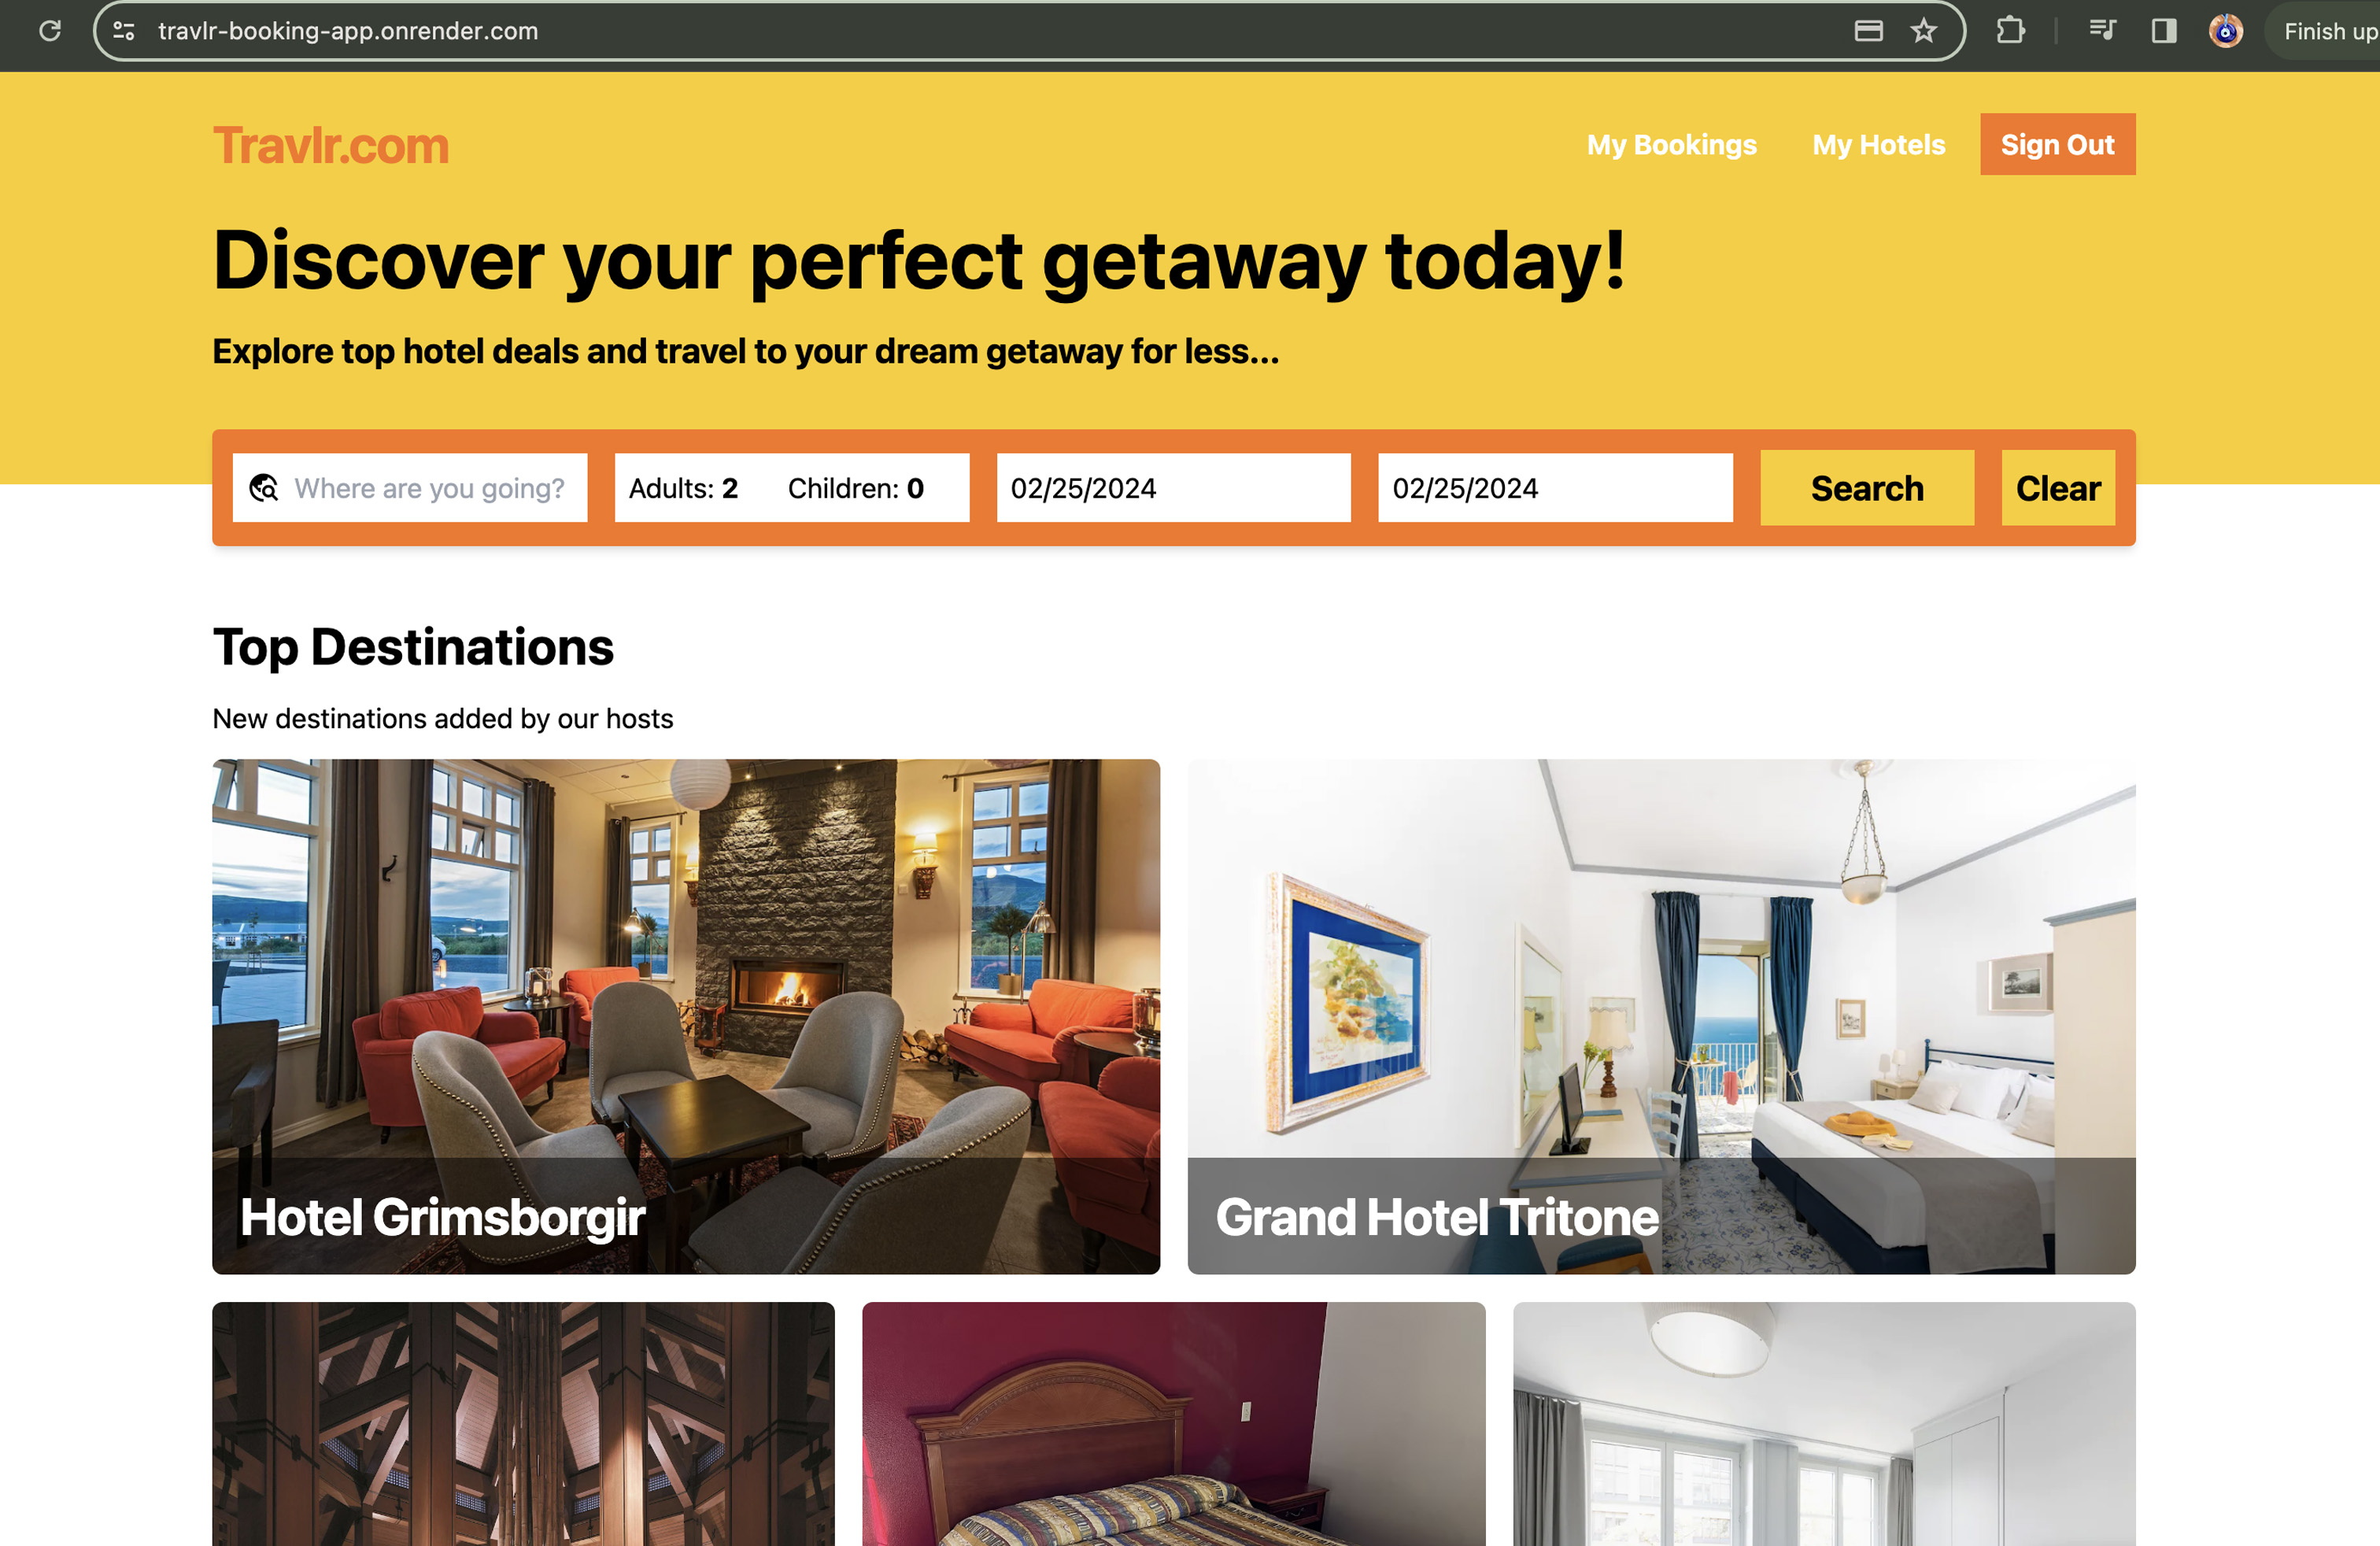 travlr-booking-app.onrender.com
Finish up
Travlr.com
My Bookings
My Hotels
Sign Out
Discover your perfect getaway today!
Explore top hotel deals and travel to your dream getaway for less...
Where are you going?
Adults: 2
Children: 0
02/25/2024
02/25/2024
Search
Clear
Top Destinations
New destinations added by our hosts
Hotel Grimsborgir
Grand Hotel Tritone